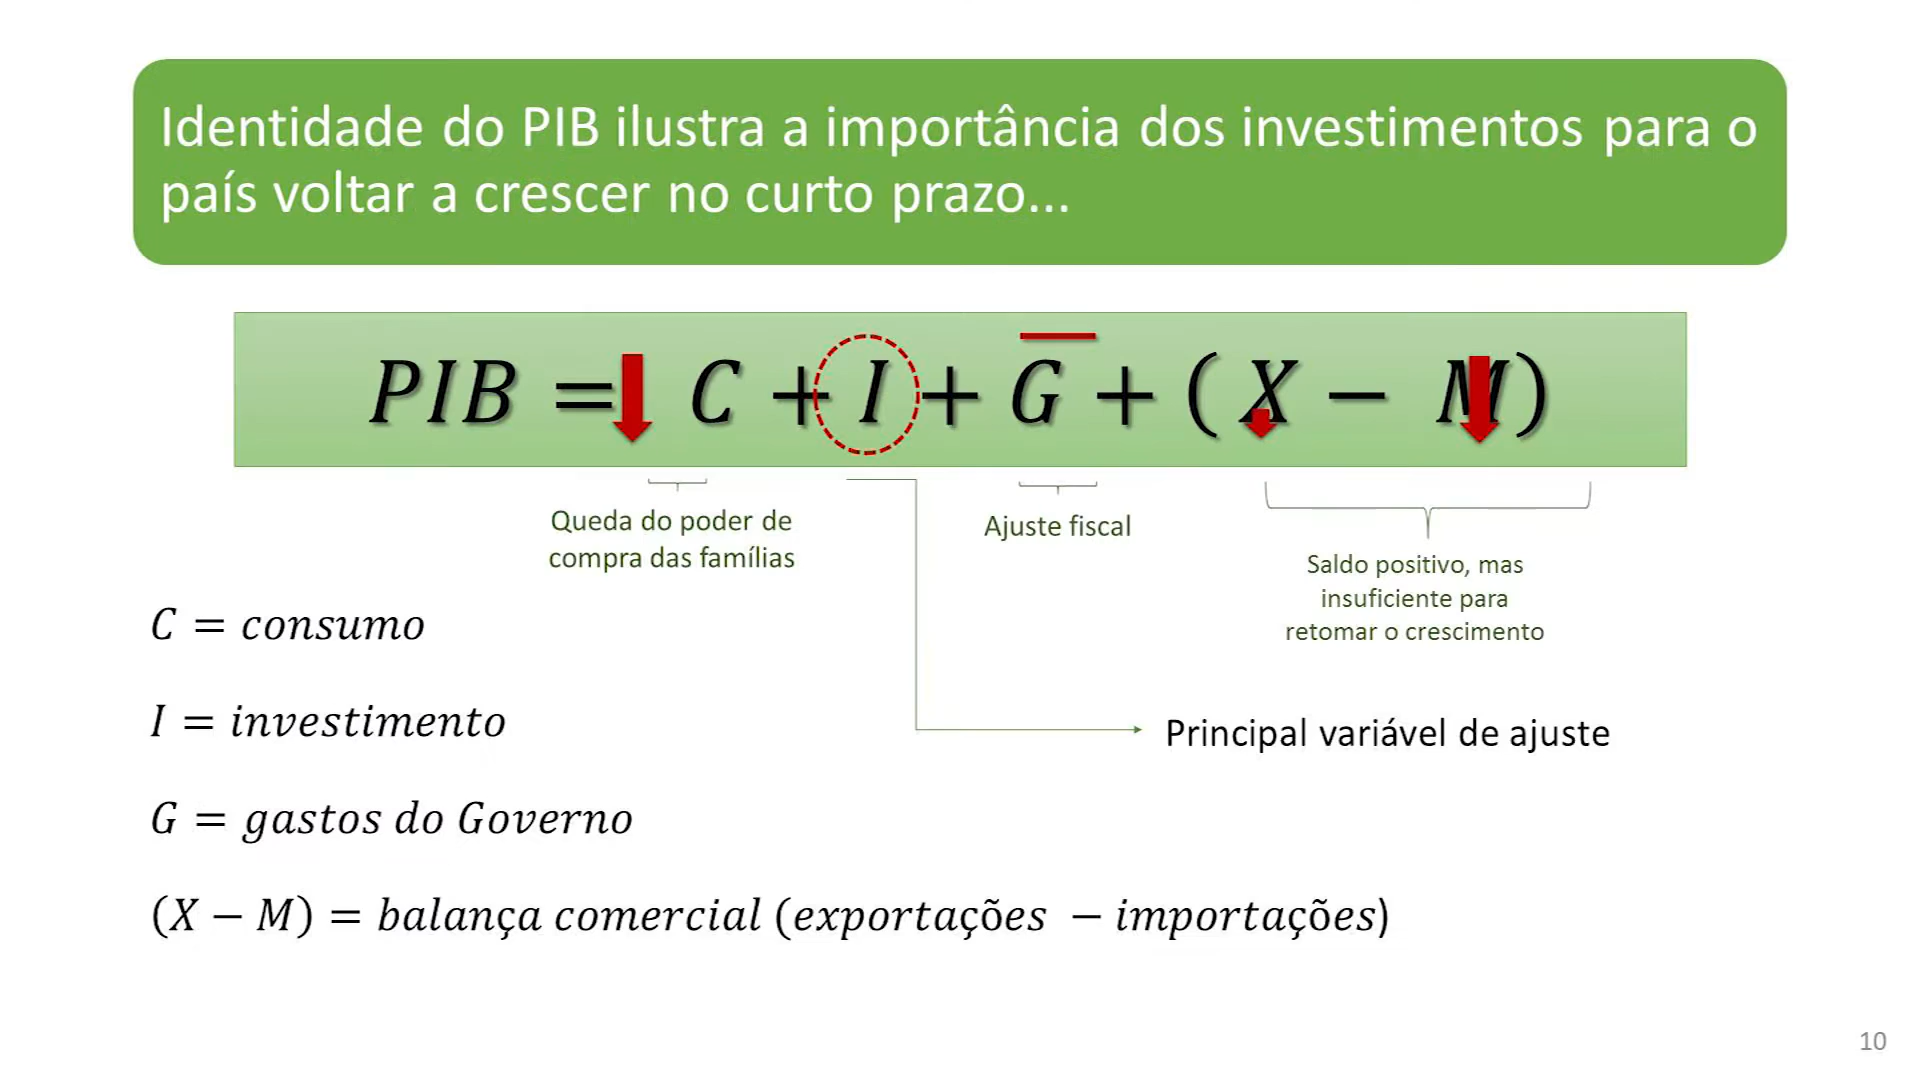 Identidade do PIB ilustra a importância dos investimentos para o
país voltar a crescer no curto prazo...
PIB = C + I + G + ( X − M)
Queda do poder de
compra das famílias
Ajuste fiscal
Saldo positivo, mas
insuficiente para
retomar o crescimento
C = consumo
I = investimento
Principal variável de ajuste
G = gastos do Governo
(X − M) = balança comercial (exportações − importações)
10